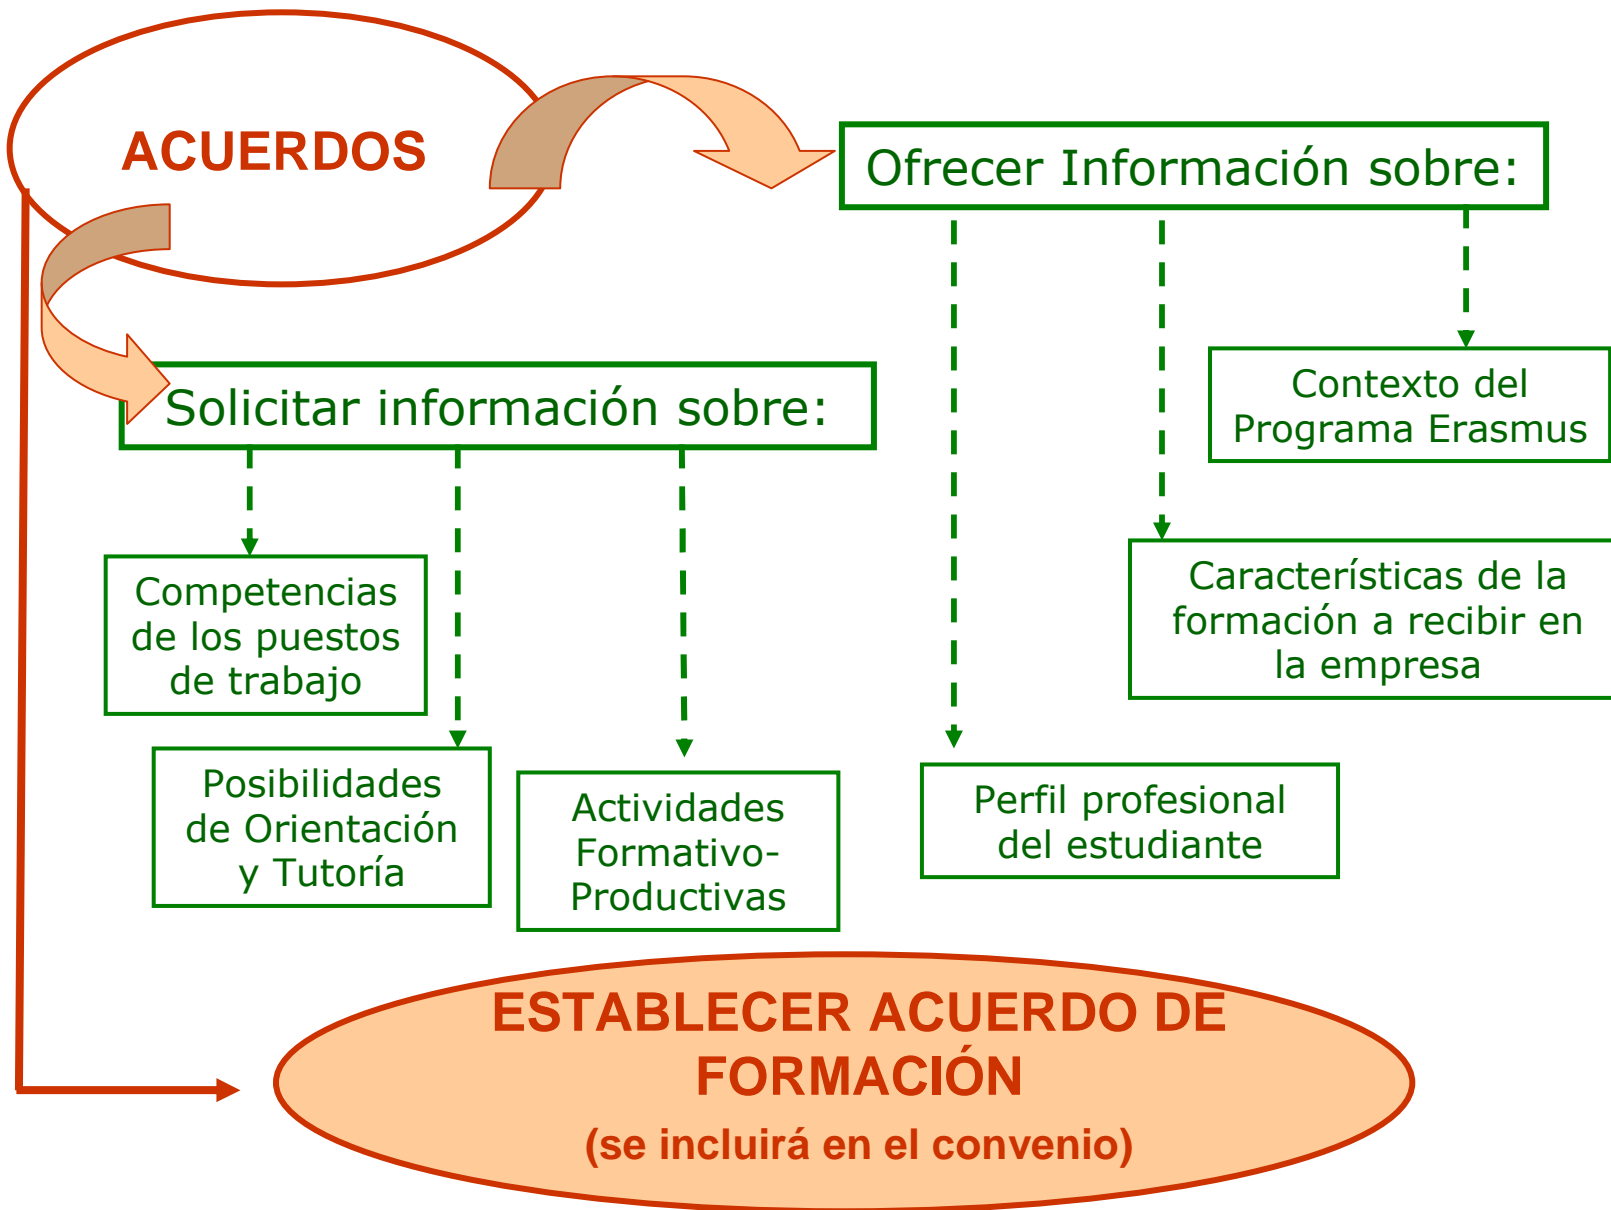 ACUERDOS
Ofrecer Información sobre:
Solicitar información sobre:
Contexto del
Programa Erasmus
Características de la
formación a recibir en
la empresa
Competencias
de los puestos
de trabajo
Posibilidades
de Orientación
y Tutoría
Actividades
Formativo-
Productivas
Perfil profesional
del estudiante
ESTABLECER ACUERDO DE
FORMACIÓN
(se incluirá en el convenio)